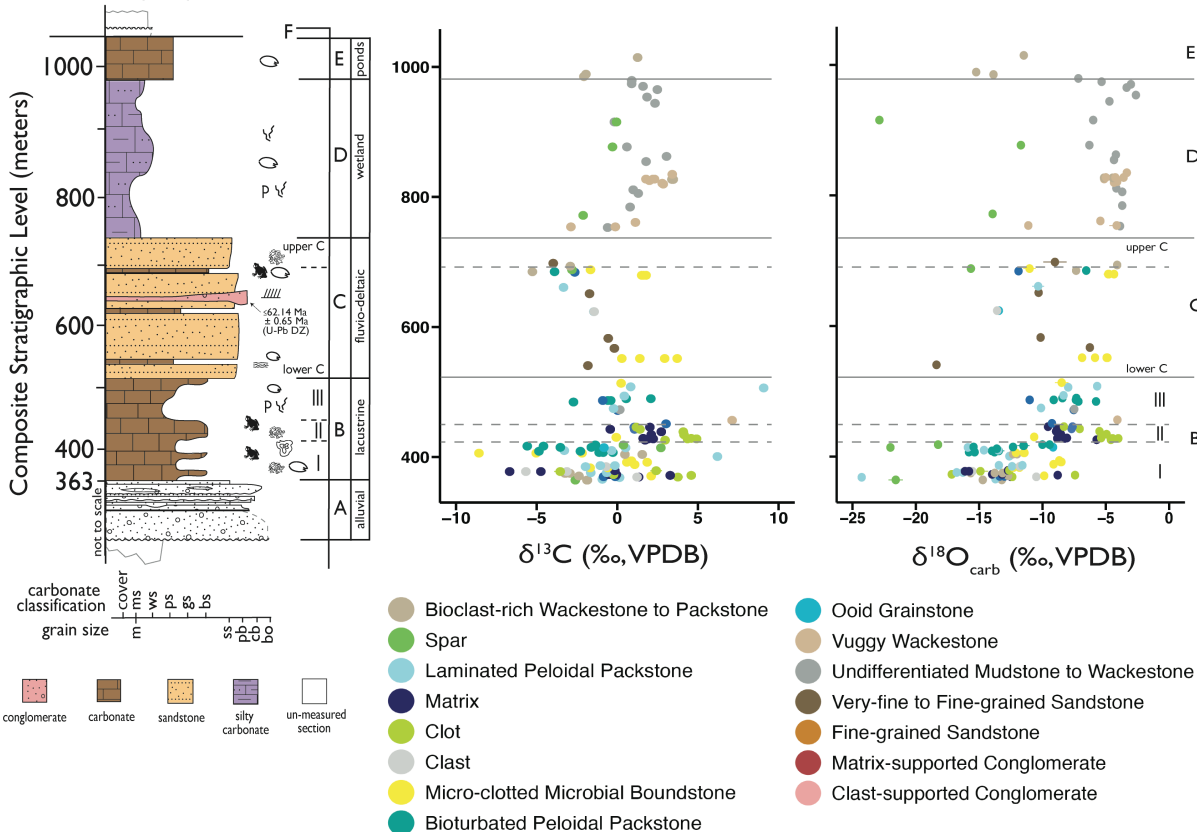 Composite Stratigraphic Level (meters)
1000
800
600
400
363
not to scale
F
E
ponds
D
wetland
P
upper C
C
fluvio-deltaic
≤62.14 Ma
± 0.65 Ma
(U-Pb DZ)
lower C
III
P
II
B
lacustrine
I
A
alluvial
carbonate
classification
cover
ms
ws
ps
gs
bs
grain size
m
ss
pb
cb
bo
conglomerate
carbonate
sandstone
silty
carbonate
un-measured
section
1000
800
600
400
−10
−5
0
5
10
δ13C (‰, VPDB)
E
D
upper C
C
lower C
III
II
B
I
−25
−20
−15
−10
−5
0
δ18Ocarb (‰, VPDB)
Bioclast-rich Wackestone to Packstone
Spar
Laminated Peloidal Packstone
Matrix
Clot
Clast
Micro-clotted Microbial Boundstone
Bioturbated Peloidal Packstone
Ooid Grainstone
Vuggy Wackestone
Undifferentiated Mudstone to Wackestone
Very-fine to Fine-grained Sandstone
Fine-grained Sandstone
Matrix-supported Conglomerate
Clast-supported Conglomerate